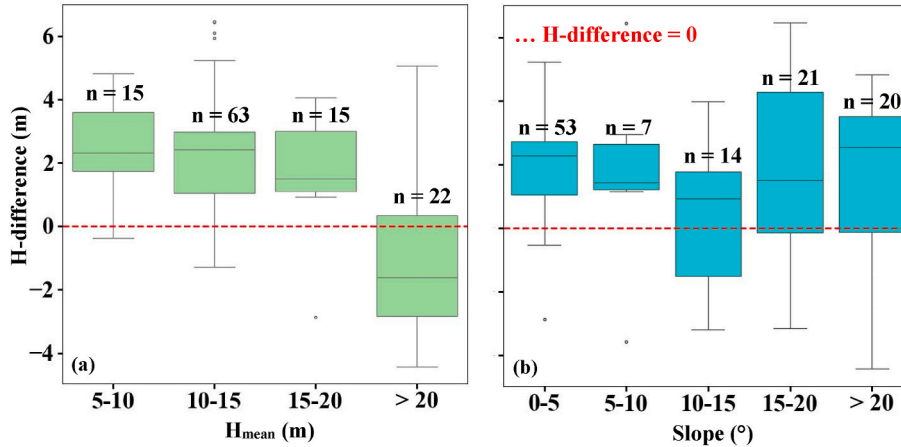 H-difference (m)
6
4
2
0
−2
−4
n = 15
n = 63
n = 15
n = 22
(a)
5-10
10-15
15-20
> 20
Hmean (m)
... H-difference = 0
n = 53
n = 7
n = 14
n = 21
n = 20
(b)
0-5
5-10
10-15
15-20
> 20
Slope (°)